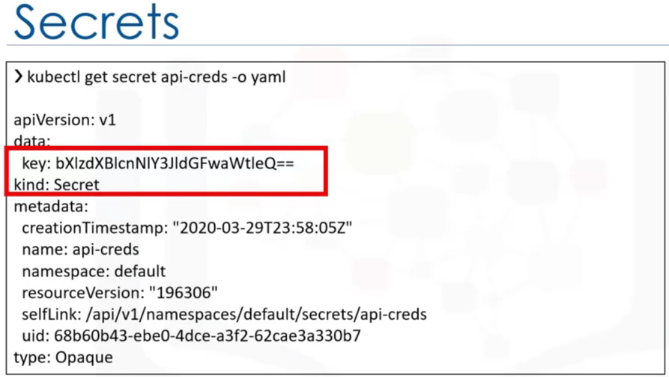 Secrets
❯ kubectl get secret api-creds -o yaml
apiVersion: v1
data:
key: bXlzdXBlcnNlY3JldGFwaWtleQ==
kind: Secret
metadata:
creationTimestamp: "2020-03-29T23:58:05Z"
name: api-creds
namespace: default
resourceVersion: "196306"
selfLink: /api/v1/namespaces/default/secrets/api-creds
uid: 68b60b43-ebe0-4dce-a3f2-62cae3a330b7
type: Opaque